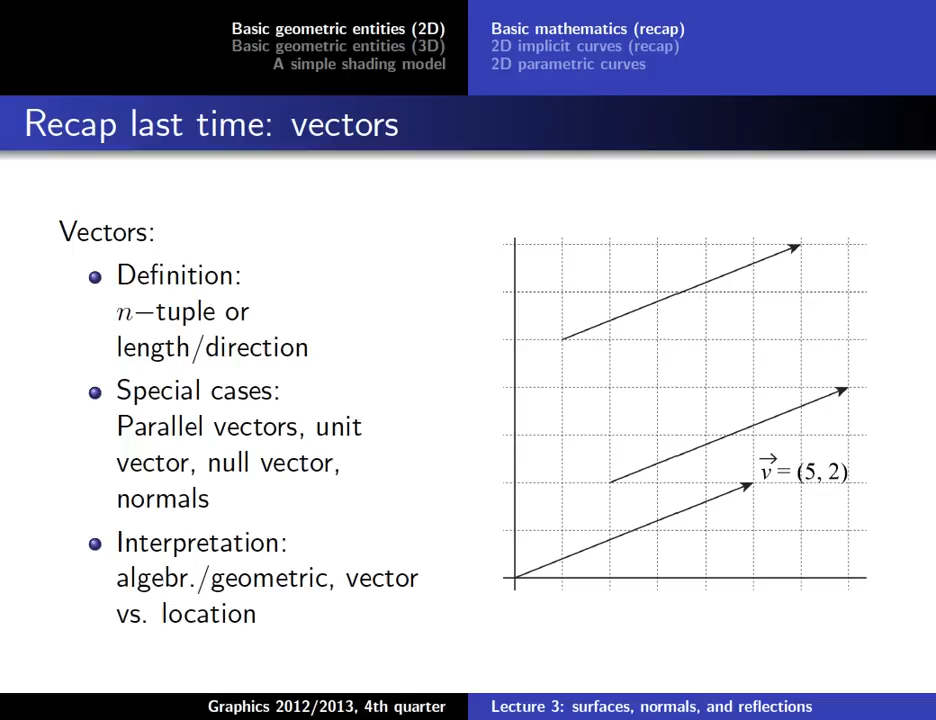 Basic geometric entities (2D)
Basic geometric entities (3D)
A simple shading model
Basic mathematics (recap)
2D implicit curves (recap)
2D parametric curves
Recap last time: vectors
Vectors:
Definition:
n−tuple or
length/direction
Special cases:
Parallel vectors, unit
vector, null vector,
normals
Interpretation:
algebr./geometric, vector
vs. location
v⃗ = (5, 2)
Graphics 2012/2013, 4th quarter
Lecture 3: surfaces, normals, and reflections